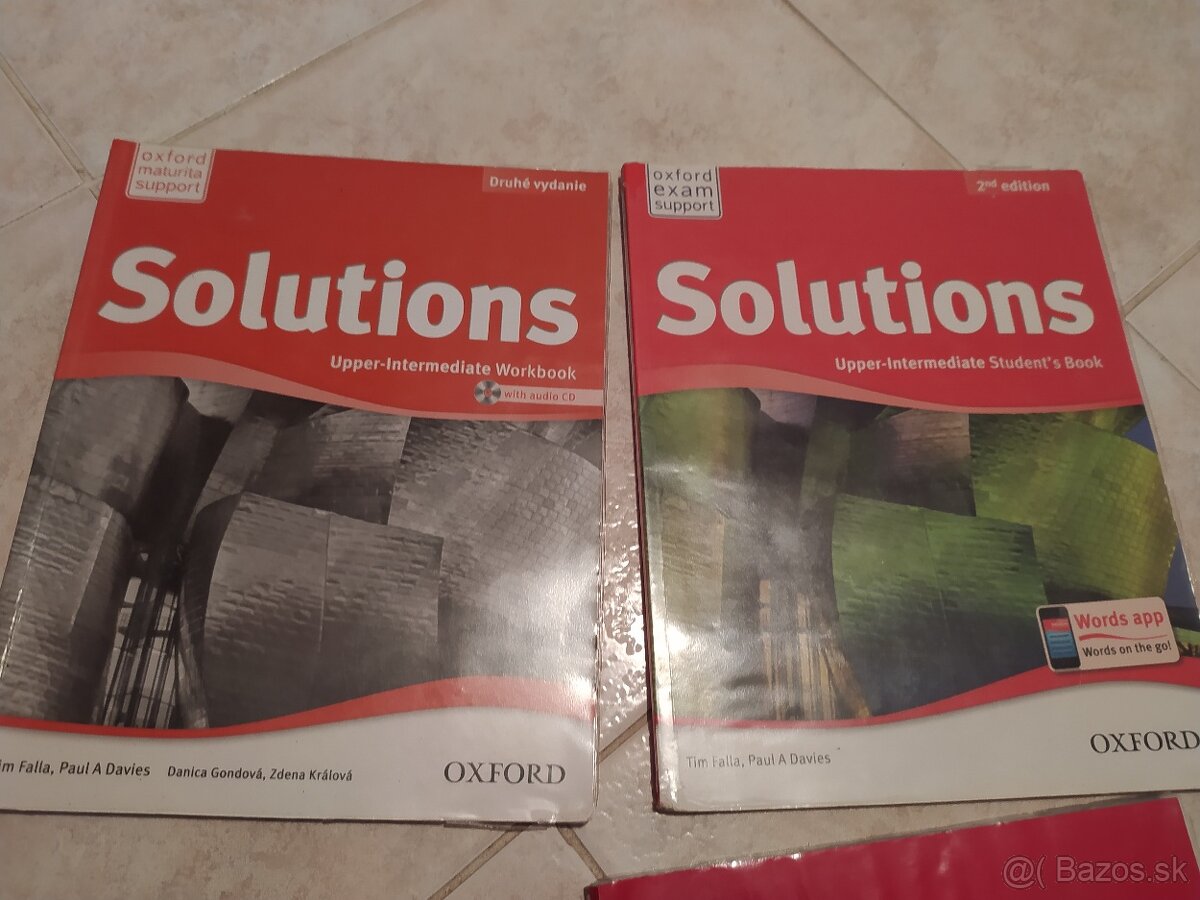 oxford
maturita
support
Druhé vydanie
Solutions
Upper-Intermediate Workbook
with audio CD
im Falla, Paul A Davies Danica Gondová, Zdena Králová
OXFORD
oxford
exam
support
2nd edition
Solutions
Upper-Intermediate Student's Book
Words app
Words on the go!
Tim Falla, Paul A Davies
OXFORD
@( Bazos.sk